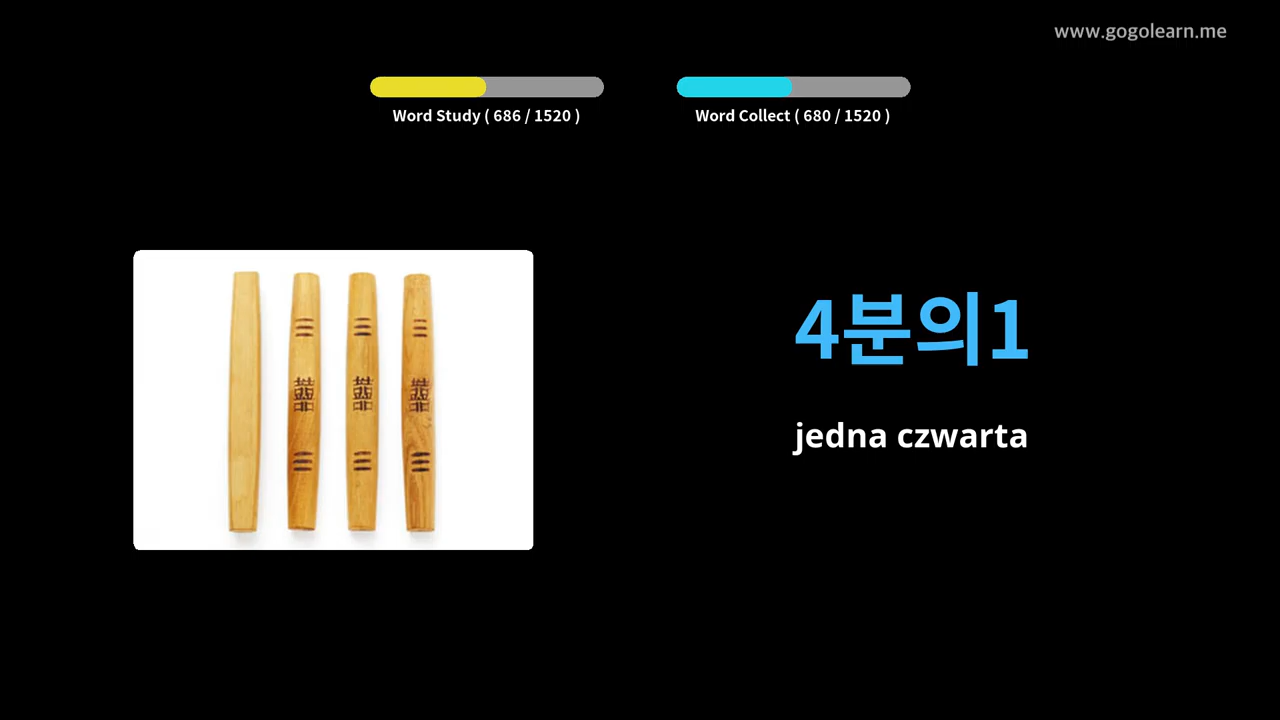 www.gogolearn.me
Word Study ( 686 / 1520 )
Word Collect ( 680 / 1520 )
4분의1
jedna czwarta